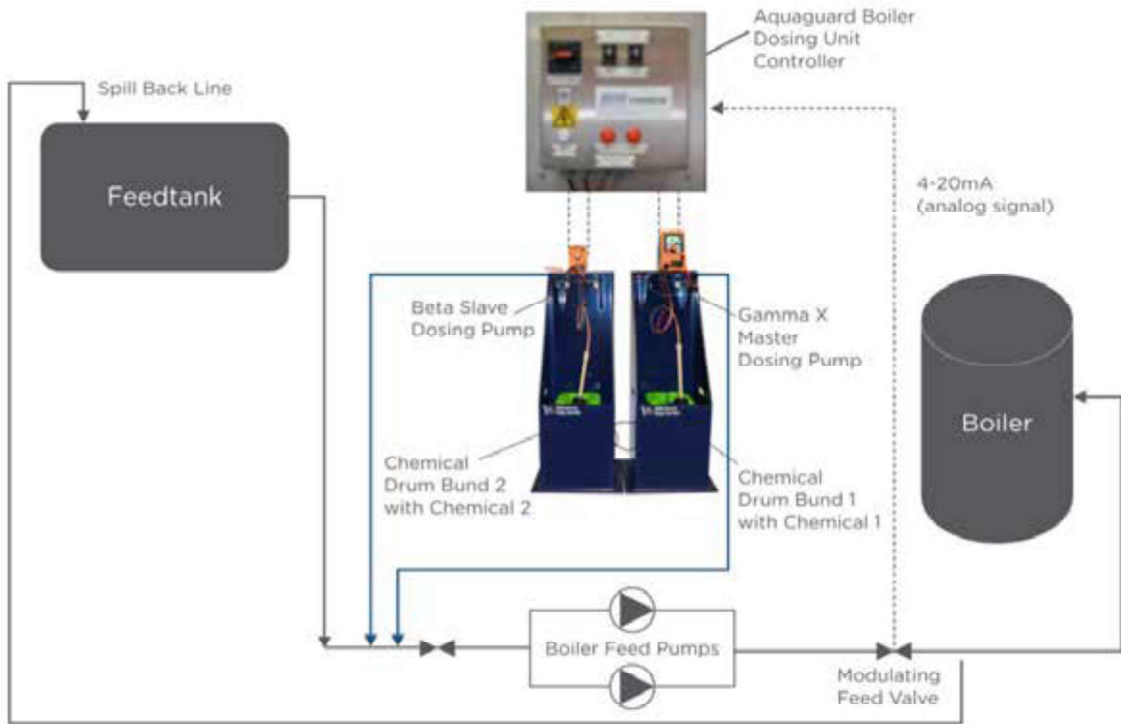 Aquaguard Boiler
Dosing Unit
Controller
Spill Back Line
Feedtank
4-20mA
(analog signal)
Beta Slave
Dosing Pump
Gamma X
Master
Dosing Pump
Boiler
Chemical
Drum Bund 2
with Chemical 2
Chemical
Drum Bund 1
with Chemical 1
Boiler Feed Pumps
Modulating
Feed Valve